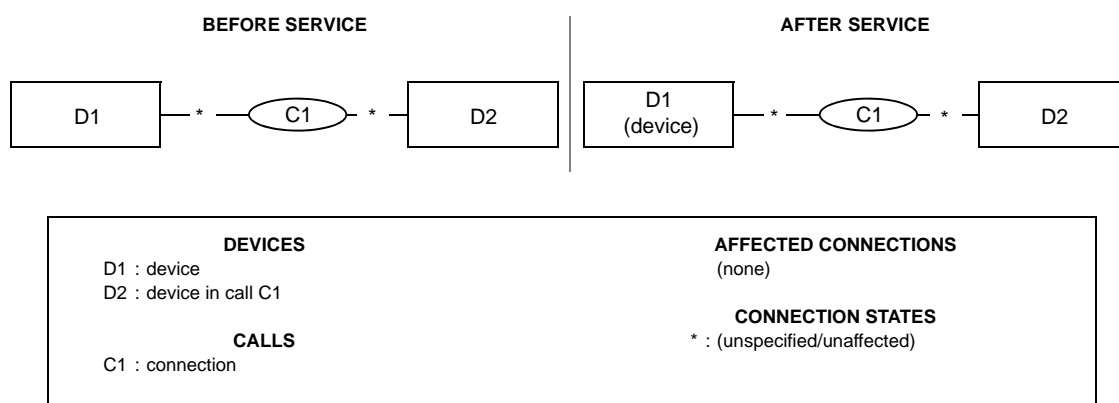 BEFORE SERVICE
AFTER SERVICE
D1 * C1 * D2
D1
(device) * C1 * D2
DEVICES
D1 : device
D2 : device in call C1
CALLS
C1 : connection
AFFECTED CONNECTIONS
(none)
CONNECTION STATES
* : (unspecified/unaffected)